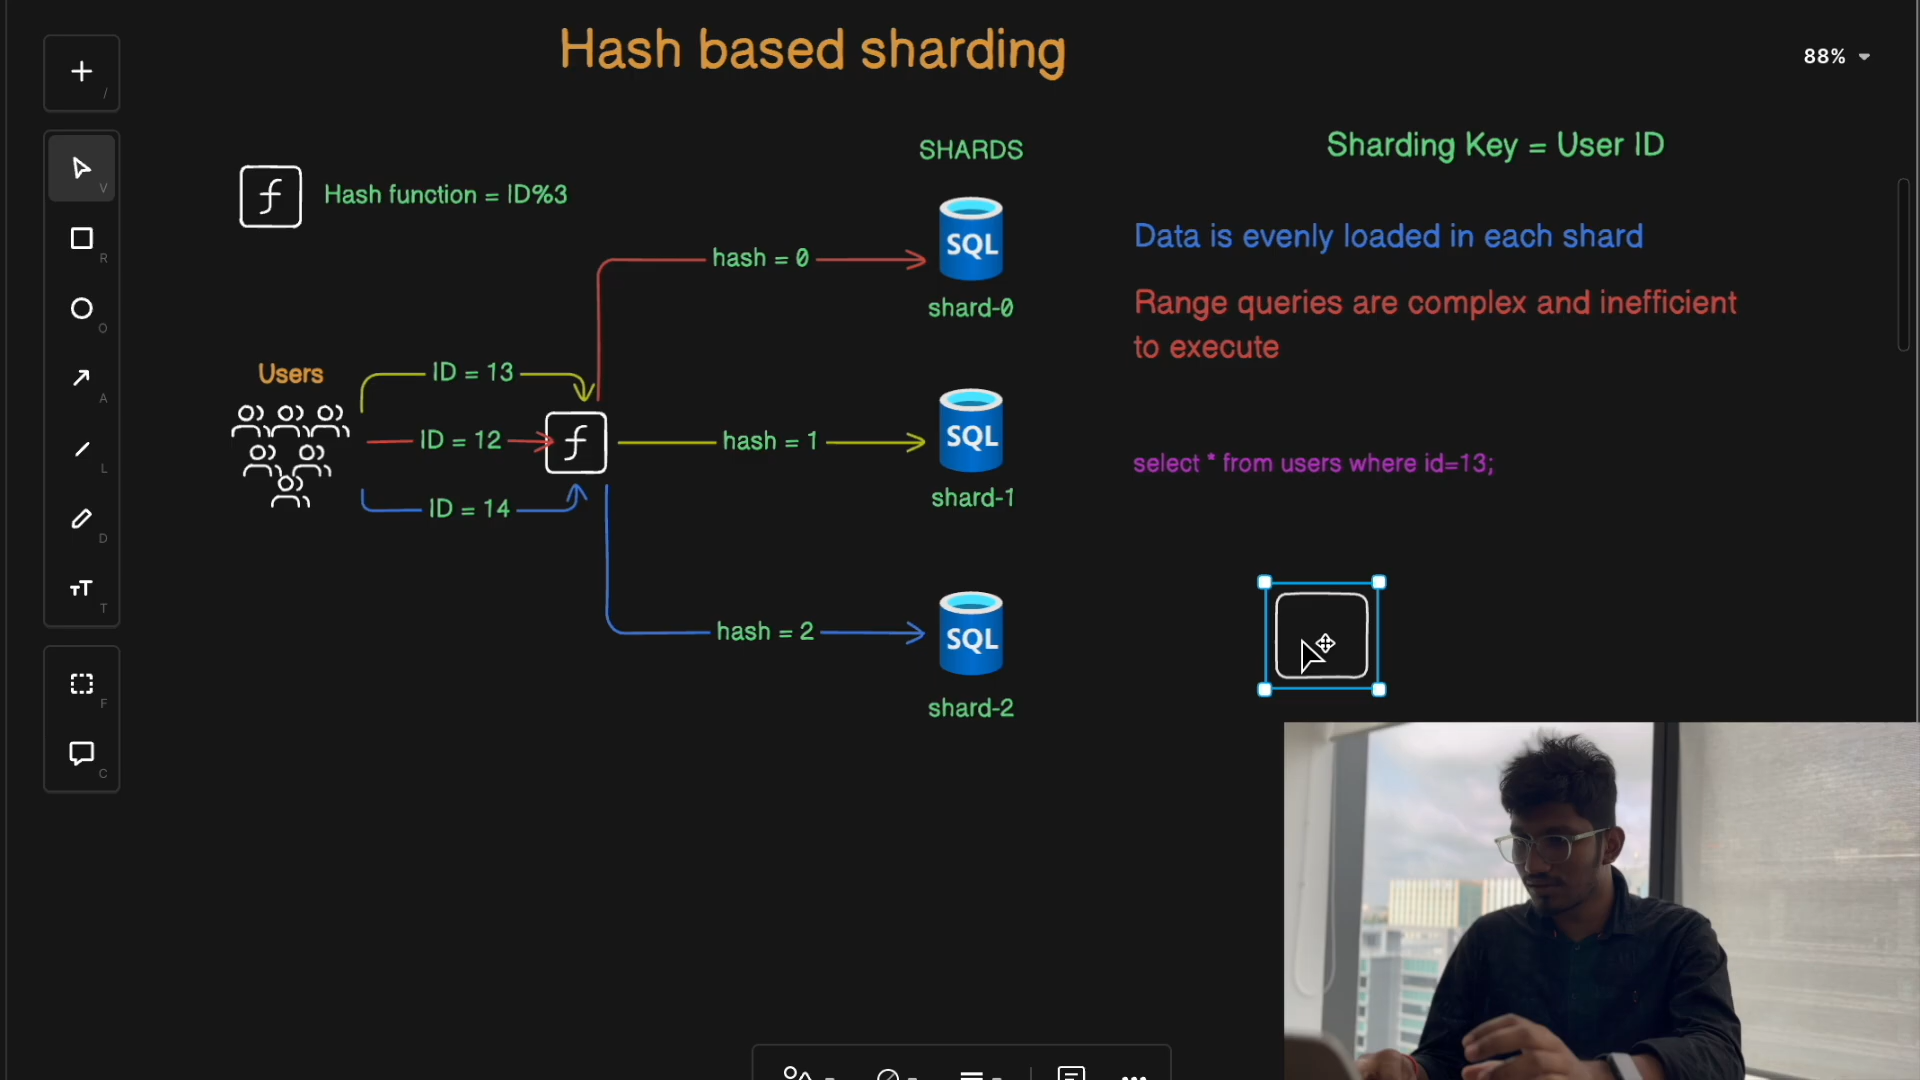 Hash based sharding
88%
/
V
R
O
A
L
D
T
F
C
f
Hash function = ID%3
SHARDS
SQL
shard-0
hash = 0
Users
ID = 13
ID = 12
ID = 14
f
hash = 1
SQL
shard-1
hash = 2
SQL
shard-2
Sharding Key = User ID
Data is evenly loaded in each shard
Range queries are complex and inefficient
to execute
select * from users where id=13;